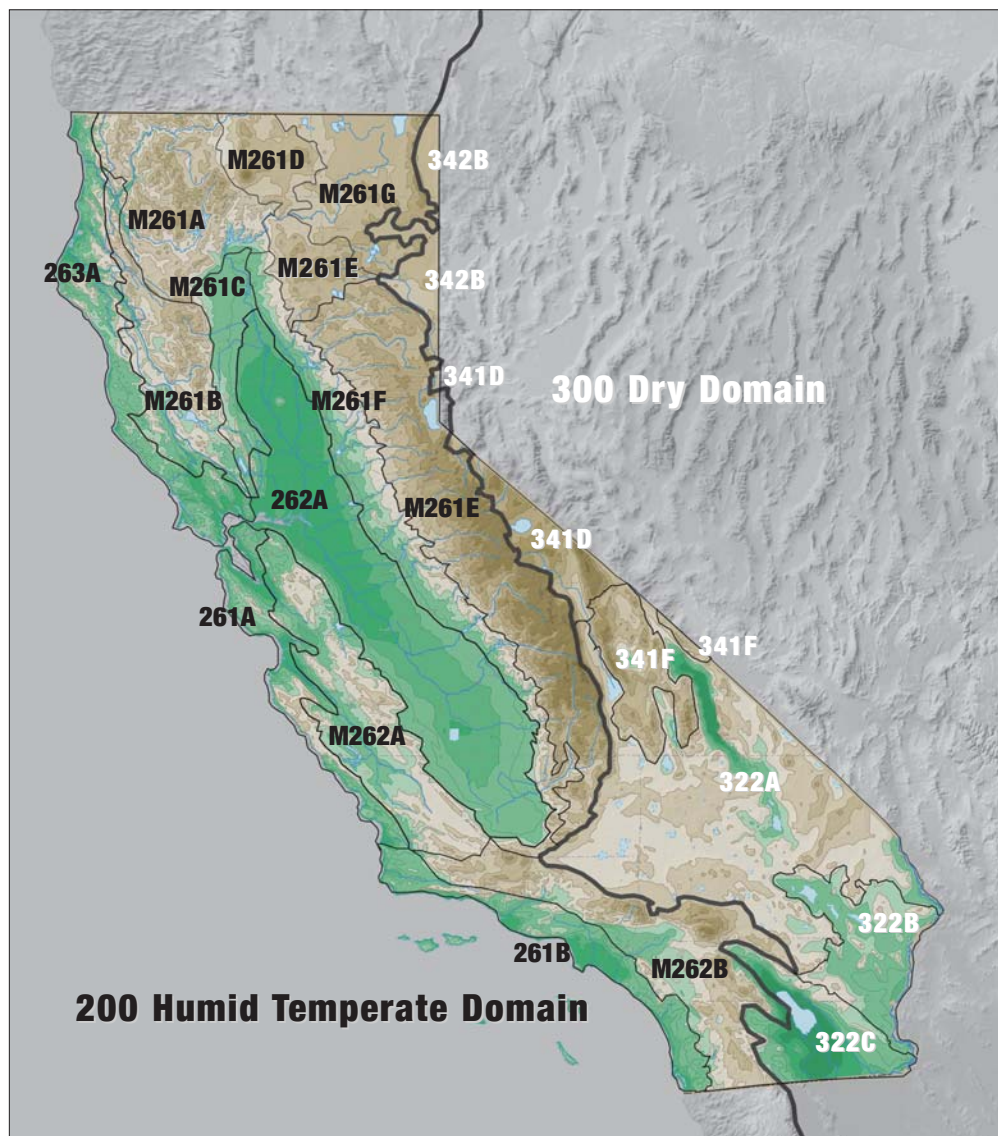 M261D
342B
M261G
M261A
263A
M261E
M261C
342B
341D
300 Dry Domain
M261B
M261F
262A
M261E
341D
261A
341F
341F
M262A
322A
322B
261B
M262B
200 Humid Temperate Domain
322C